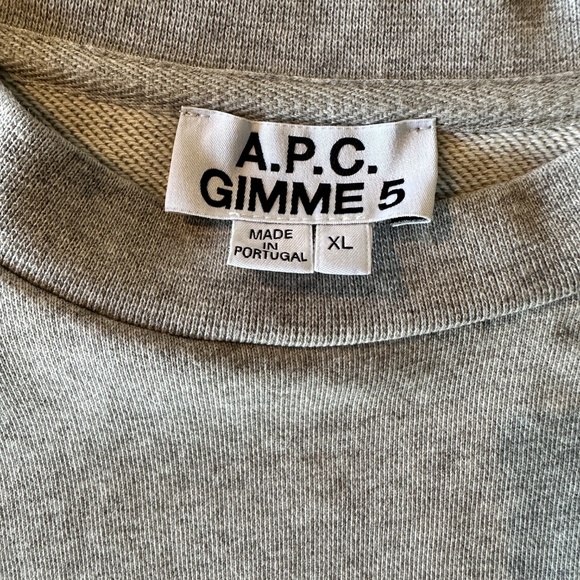 A.P.C.
GIMME 5
MADE
IN
PORTUGAL
XL